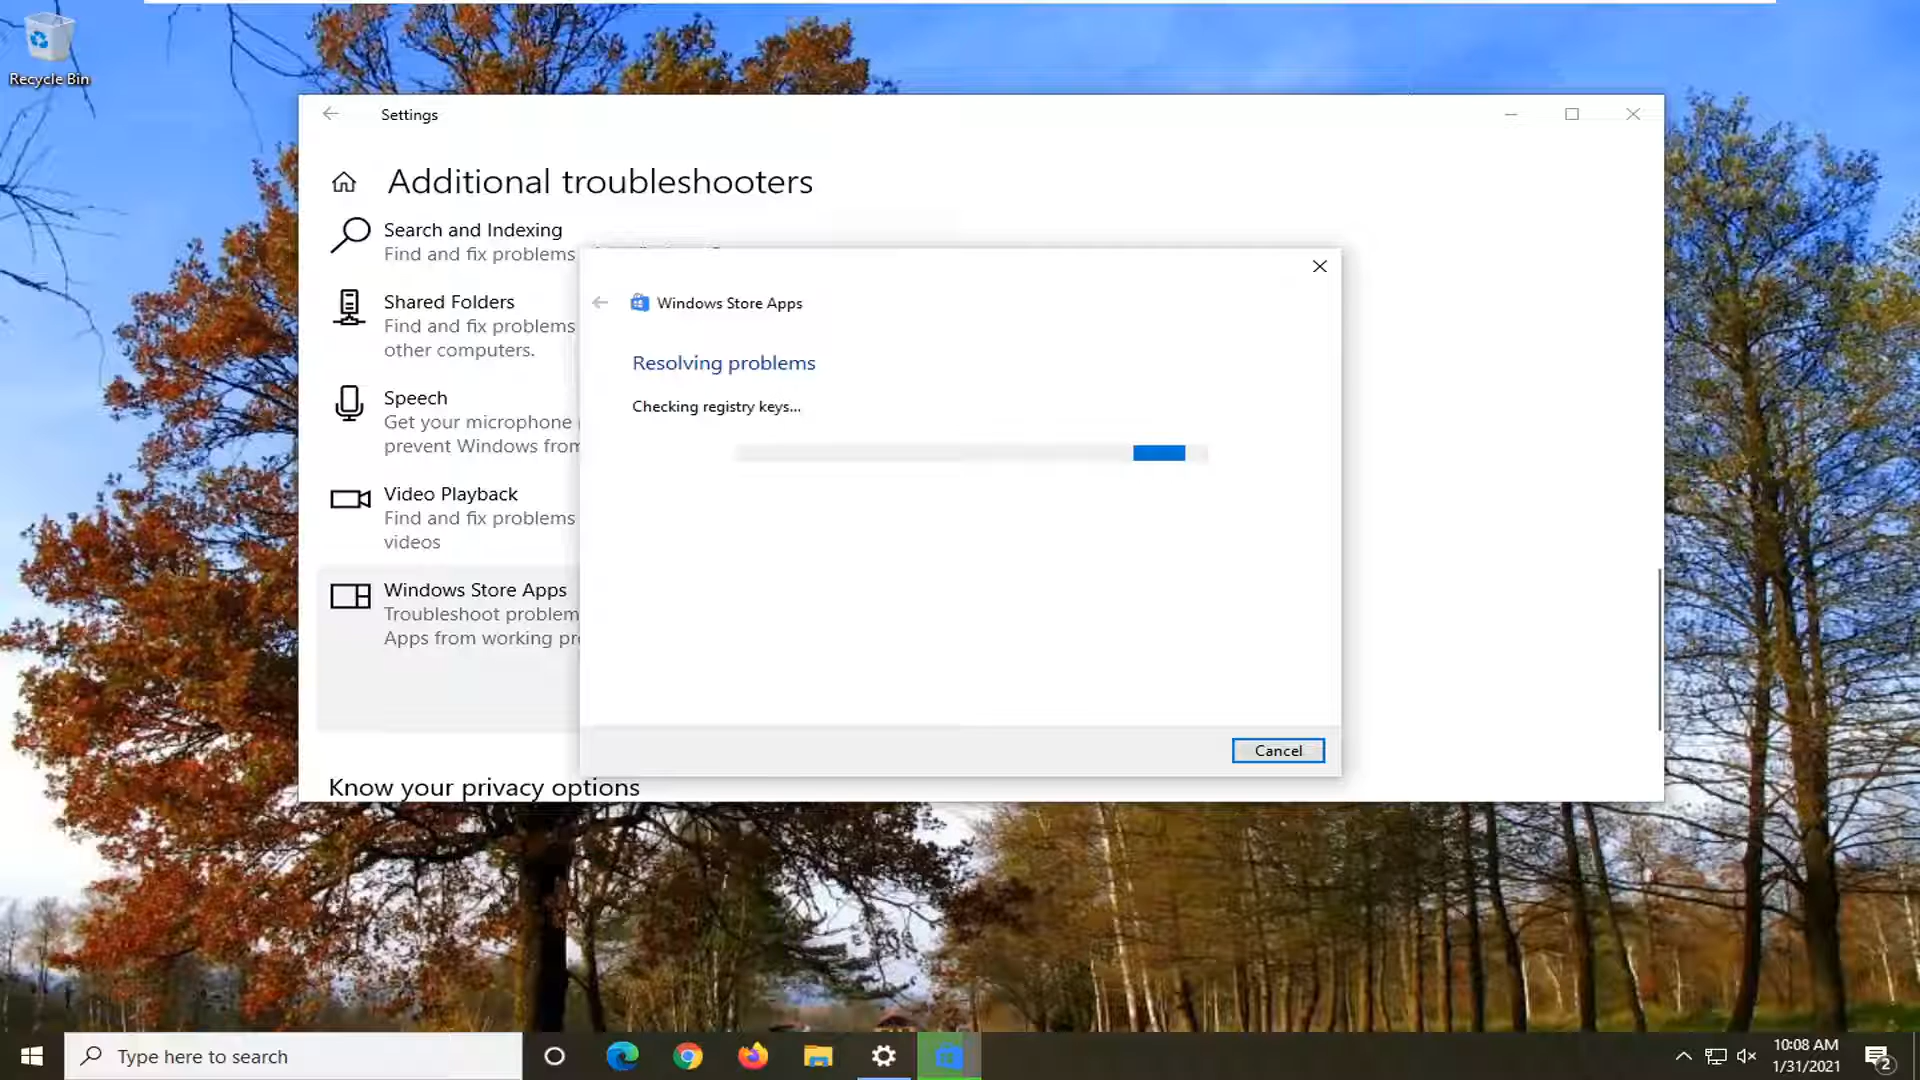 Recycle Bin
Settings
Additional troubleshooters
Search and Indexing
Find and fix problems
Shared Folders
Find and fix problems
other computers.
Speech
Get your microphone
prevent Windows from
Video Playback
Find and fix problems
videos
Windows Store Apps
Troubleshoot problem
Apps from working pr
Know your privacy options
Windows Store Apps
Resolving problems
Checking registry keys...
Cancel
Type here to search
10:08 AM
1/31/2021
2